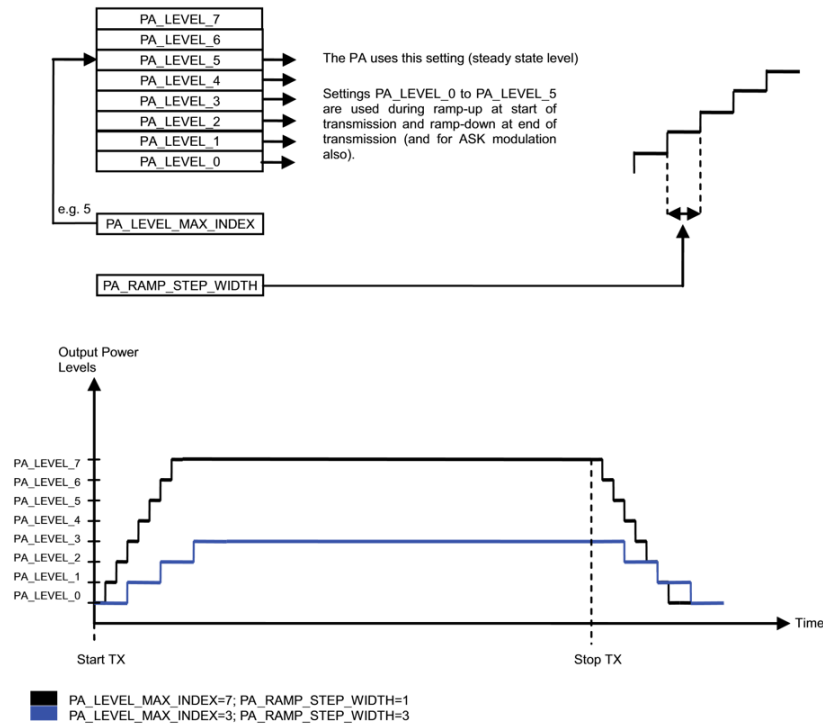 PA_LEVEL_7
PA_LEVEL_6
PA_LEVEL_5
PA_LEVEL_4
PA_LEVEL_3
PA_LEVEL_2
PA_LEVEL_1
PA_LEVEL_0
The PA uses this setting (steady state level)
Settings PA_LEVEL_0 to PA_LEVEL_5
are used during ramp-up at start of
transmission and ramp-down at end of
transmission (and for ASK modulation
also).
e.g. 5
PA_LEVEL_MAX_INDEX
PA_RAMP_STEP_WIDTH
Output Power
Levels
PA_LEVEL_7
PA_LEVEL_6
PA_LEVEL_5
PA_LEVEL_4
PA_LEVEL_3
PA_LEVEL_2
PA_LEVEL_1
PA_LEVEL_0
Time
Start TX
Stop TX
PA_LEVEL_MAX_INDEX=7; PA_RAMP_STEP_WIDTH=1
PA_LEVEL_MAX_INDEX=3; PA_RAMP_STEP_WIDTH=3